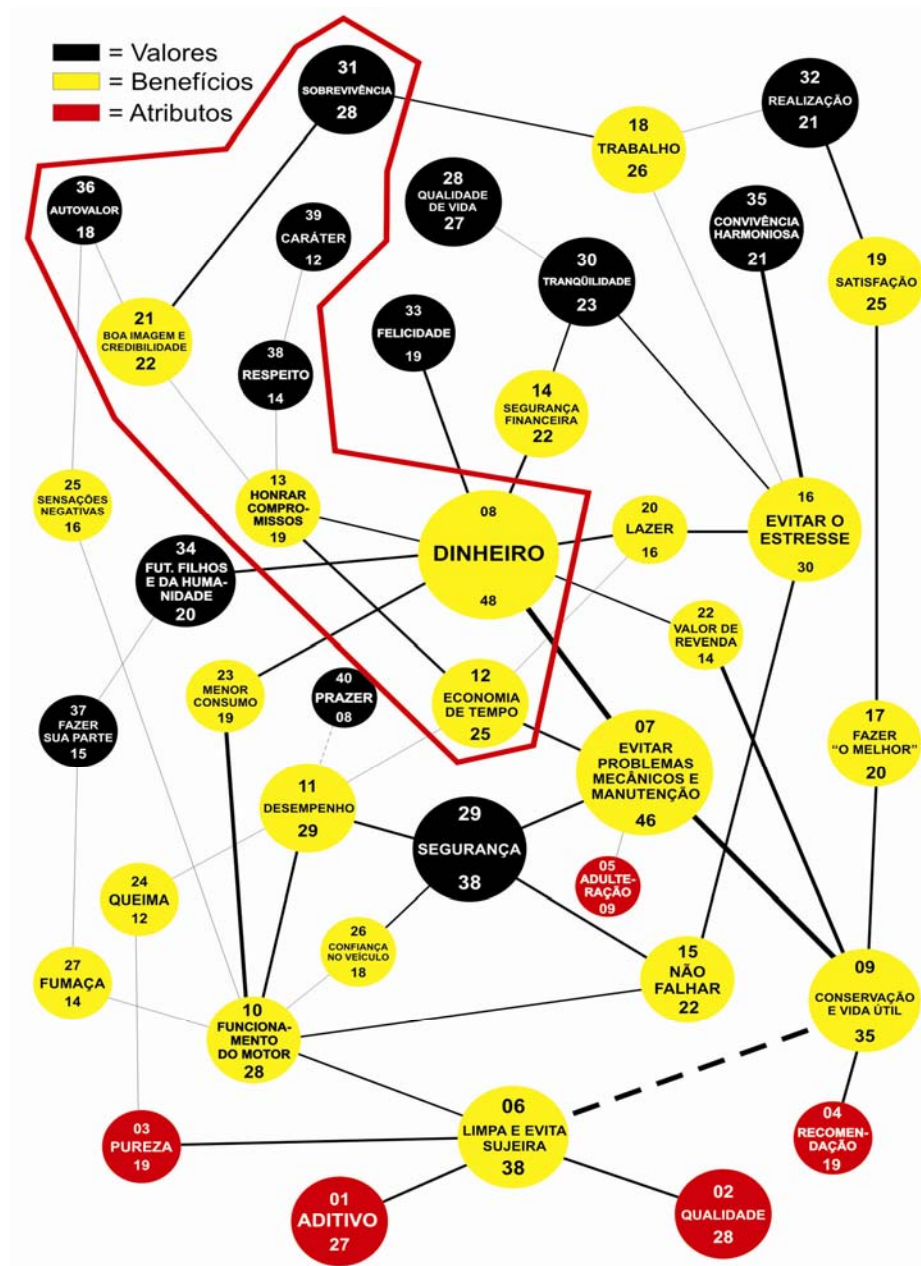 = Valores
= Benefícios
= Atributos
31
SOBREVIVÊNCIA
28
32
REALIZAÇÃO
21
18
TRABALHO
26
36
AUTOVALOR
18
39
CARÁTER
12
28
QUALIDADE
DE VIDA
27
35
CONVIVÊNCIA
HARMONIOSA
21
30
TRANQÜILIDADE
23
19
SATISFAÇÃO
25
21
BOA IMAGEM E
CREDIBILIDADE
22
33
FELICIDADE
19
38
RESPEITO
14
14
SEGURANÇA
FINANCEIRA
22
25
SENSAÇÕES
NEGATIVAS
16
13
HONRAR
COMPRO-
MISSOS
19
08
DINHEIRO
48
20
LAZER
16
16
EVITAR O
ESTRESSE
30
34
FUT. FILHOS
E DA HUMA-
NIDADE
20
22
VALOR DE
REVENDA
14
23
MENOR
CONSUMO
19
40
PRAZER
08
12
ECONOMIA
DE TEMPO
25
37
FAZER
SUA PARTE
15
07
EVITAR
PROBLEMAS
MECÂNICOS E
MANUTENÇÃO
46
17
FAZER
“O MELHOR”
20
11
DESEMPENHO
29
29
SEGURANÇA
38
05
ADULTE-
RAÇÃO
09
24
QUEIMA
12
26
CONFIANÇA
NO VEÍCULO
18
15
NÃO
FALHAR
22
27
FUMAÇA
14
09
CONSERVAÇÃO
E VIDA ÚTIL
35
10
FUNCIONA-
MENTO
DO MOTOR
28
06
LIMPA E EVITA
SUJEIRA
38
03
PUREZA
19
04
RECOMEN-
DAÇÃO
19
01
ADITIVO
27
02
QUALIDADE
28